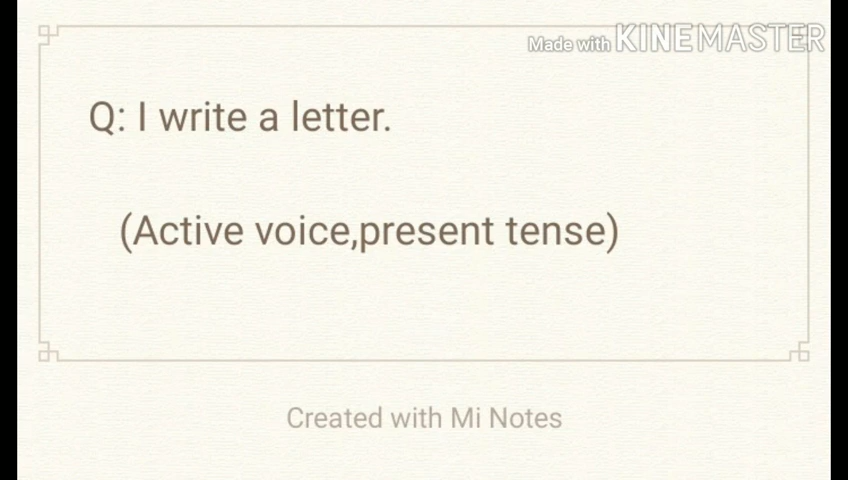 Made with KINEMASTER
Q: I write a letter.
(Active voice,present tense)
Created with Mi Notes